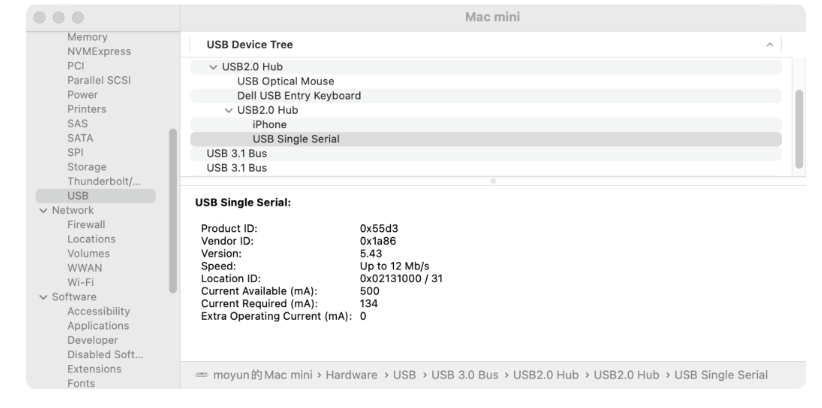 Mac mini
Memory
NVMExpress
PCI
Parallel SCSI
Power
Printers
SAS
SATA
SPI
Storage
Thunderbolt/...
USB
Network
Firewall
Locations
Volumes
WWAN
Wi-Fi
Software
Accessibility
Applications
Developer
Disabled Soft...
Extensions
Fonts
USB Device Tree
USB2.0 Hub
USB Optical Mouse
Dell USB Entry Keyboard
USB2.0 Hub
iPhone
USB Single Serial
USB 3.1 Bus
USB 3.1 Bus
USB Single Serial:
Product ID: 0x55d3
Vendor ID: 0x1a86
Version: 5.43
Speed: Up to 12 Mb/s
Location ID: 0x02131000 / 31
Current Available (mA): 500
Current Required (mA): 134
Extra Operating Current (mA): 0
moyun的 Mac mini › Hardware › USB › USB 3.0 Bus › USB2.0 Hub › USB2.0 Hub › USB Single Serial